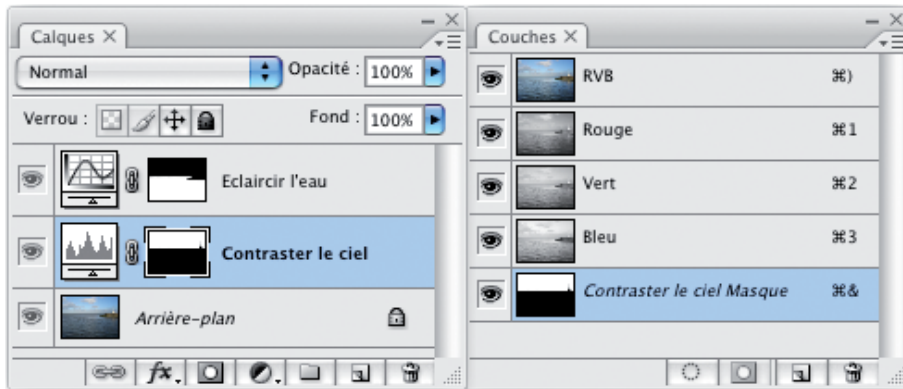 Calques
Normal
Opacité : 100%
Verrou :
Fond : 100%
Eclaircir l'eau
Contraster le ciel
Arrière-plan
fx
Couches
RVB ⌘)
Rouge ⌘1
Vert ⌘2
Bleu ⌘3
Contraster le ciel Masque ⌘&